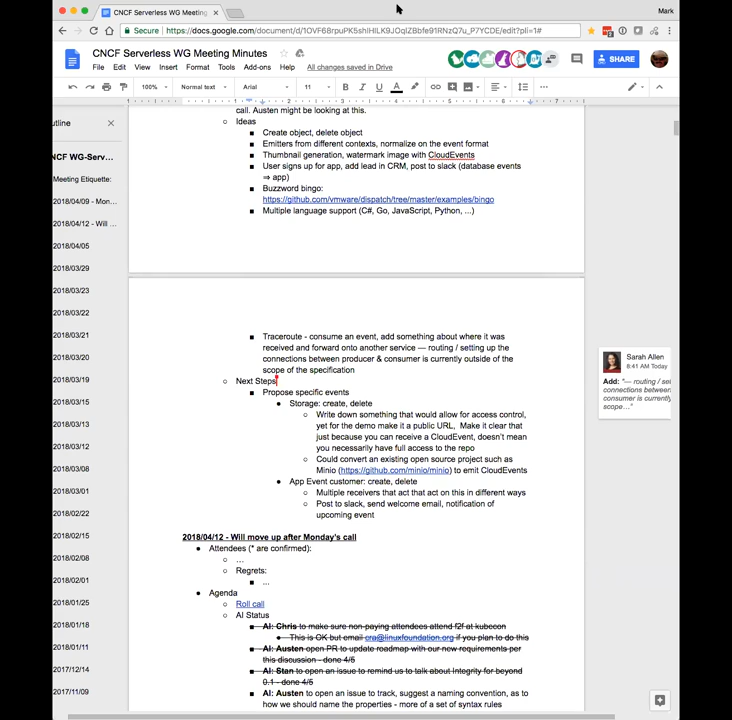 CNCF Serverless WG Meeting
Mark
Secure
https://docs.google.com/document/d/1OVF68rpuPK5shIHILK9JOqlZBbfe91RNzQ7u_P7YCDE/edit?pli=1#
CNCF Serverless WG Meeting Minutes
File Edit View Insert Format Tools Add-ons Help All changes saved in Drive
SHARE
100% Normal text Arial 11
utline
NCF WG-Serv...
Meeting Etiquette:
2018/04/09 - Mon...
2018/04/12 - Will ...
2018/04/05
2018/03/29
2018/03/23
2018/03/22
2018/03/21
2018/03/20
2018/03/19
2018/03/15
2018/03/13
2018/03/12
2018/03/08
2018/03/01
2018/02/22
2018/02/15
2018/02/08
2018/02/01
2018/01/25
2018/01/18
2018/01/11
2017/12/14
2017/11/09
call. Austen might be looking at this.
Ideas
Create object, delete object
Emitters from different contexts, normalize on the event format
Thumbnail generation, watermark image with CloudEvents
User signs up for app, add lead in CRM, post to slack (database events
⇒ app)
Buzzword bingo:
https://github.com/vmware/dispatch/tree/master/examples/bingo
Multiple language support (C#, Go, JavaScript, Python, ...)
Traceroute - consume an event, add something about where it was
received and forward onto another service — routing / setting up the
connections between producer & consumer is currently outside of the
scope of the specification
Next Steps
Propose specific events
Storage: create, delete
Write down something that would allow for access control,
yet for the demo make it a public URL, Make it clear that
just because you can receive a CloudEvent, doesn't mean
you necessarily have full access to the repo
Could convert an existing open source project such as
Minio (https://github.com/minio/minio) to emit CloudEvents
App Event customer: create, delete
Multiple receivers that act that act on this in different ways
Post to slack, send welcome email, notification of
upcoming event
2018/04/12 - Will move up after Monday's call
Attendees (* are confirmed):
...
Regrets:
...
Agenda
Roll call
AI Status
AI: Chris to make sure non-paying attendees attend f2f at kubecon
This is OK but email cra@linuxfoundation.org if you plan to do this
AI: Austen open PR to update roadmap with our new requirements per
this discussion - done 4/5
AI: Stan to open an issue to remind us to talk about Integrity for beyond
0.1 - done 4/5
AI: Austen to open an issue to track, suggest a naming convention, as to
how we should name the properties - more of a set of syntax rules
Sarah Allen
8:41 AM Today
Add: "— routing / se
connections between
consumer is currently
scope..."